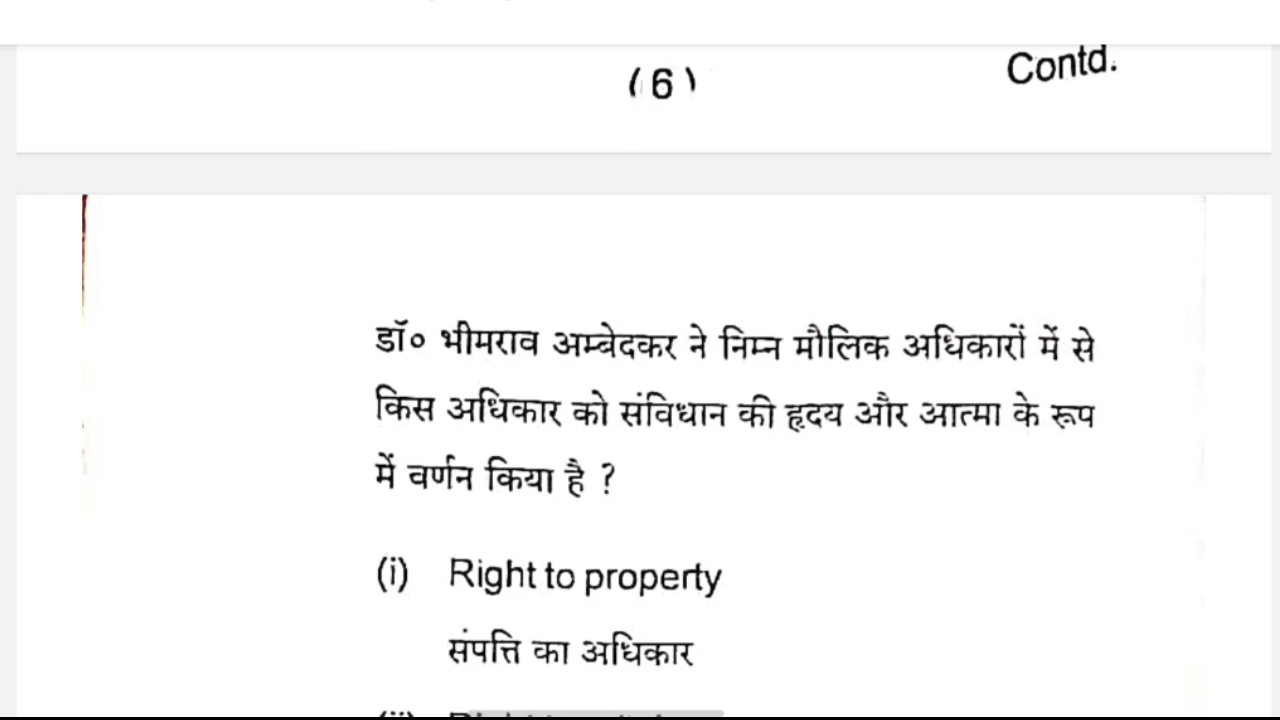 (6)
Contd.
डॉ० भीमराव अम्बेदकर ने निम्न मौलिक अधिकारों में से
किस अधिकार को संविधान की हृदय और आत्मा के रूप
में वर्णन किया है ?
(i) Right to property
संपत्ति का अधिकार